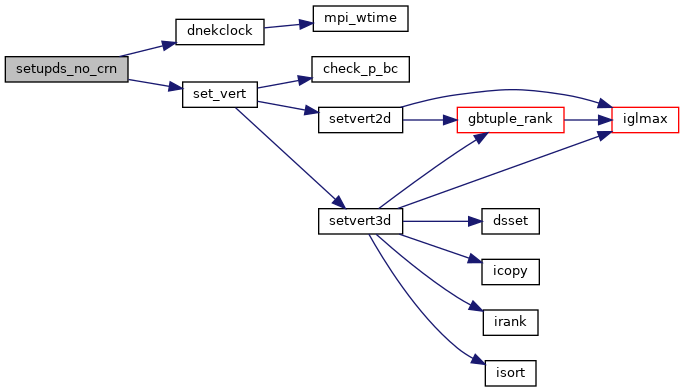 mpi_wtime
dnekclock
setupds_no_crn
check_p_bc
set_vert
setvert2d
gbtuple_rank
iglmax
setvert3d
dsset
icopy
irank
isort